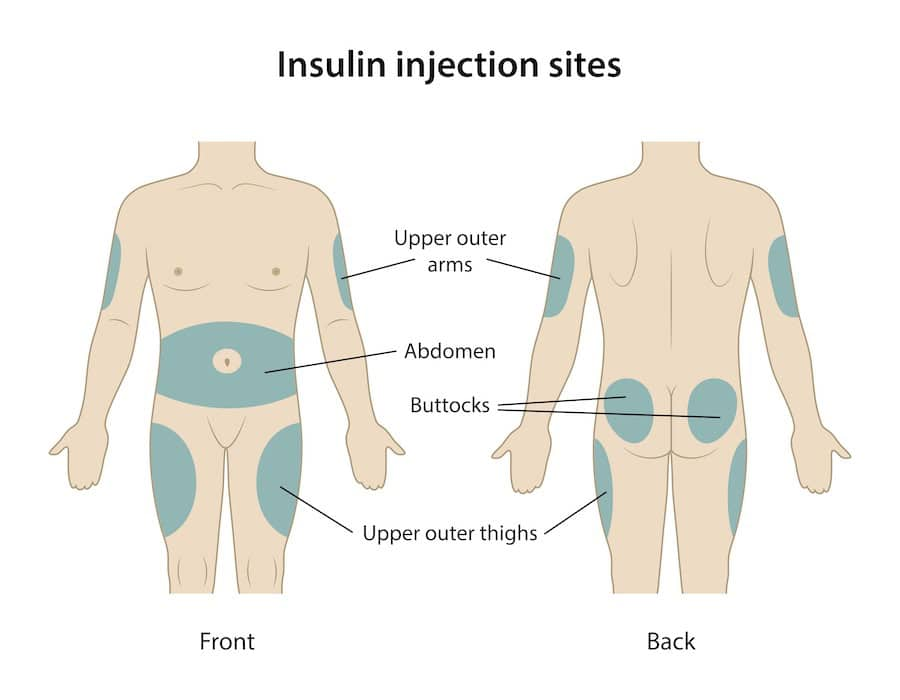 Insulin injection sites
Upper outer
arms
Abdomen
Buttocks
Upper outer thighs
Front
Back